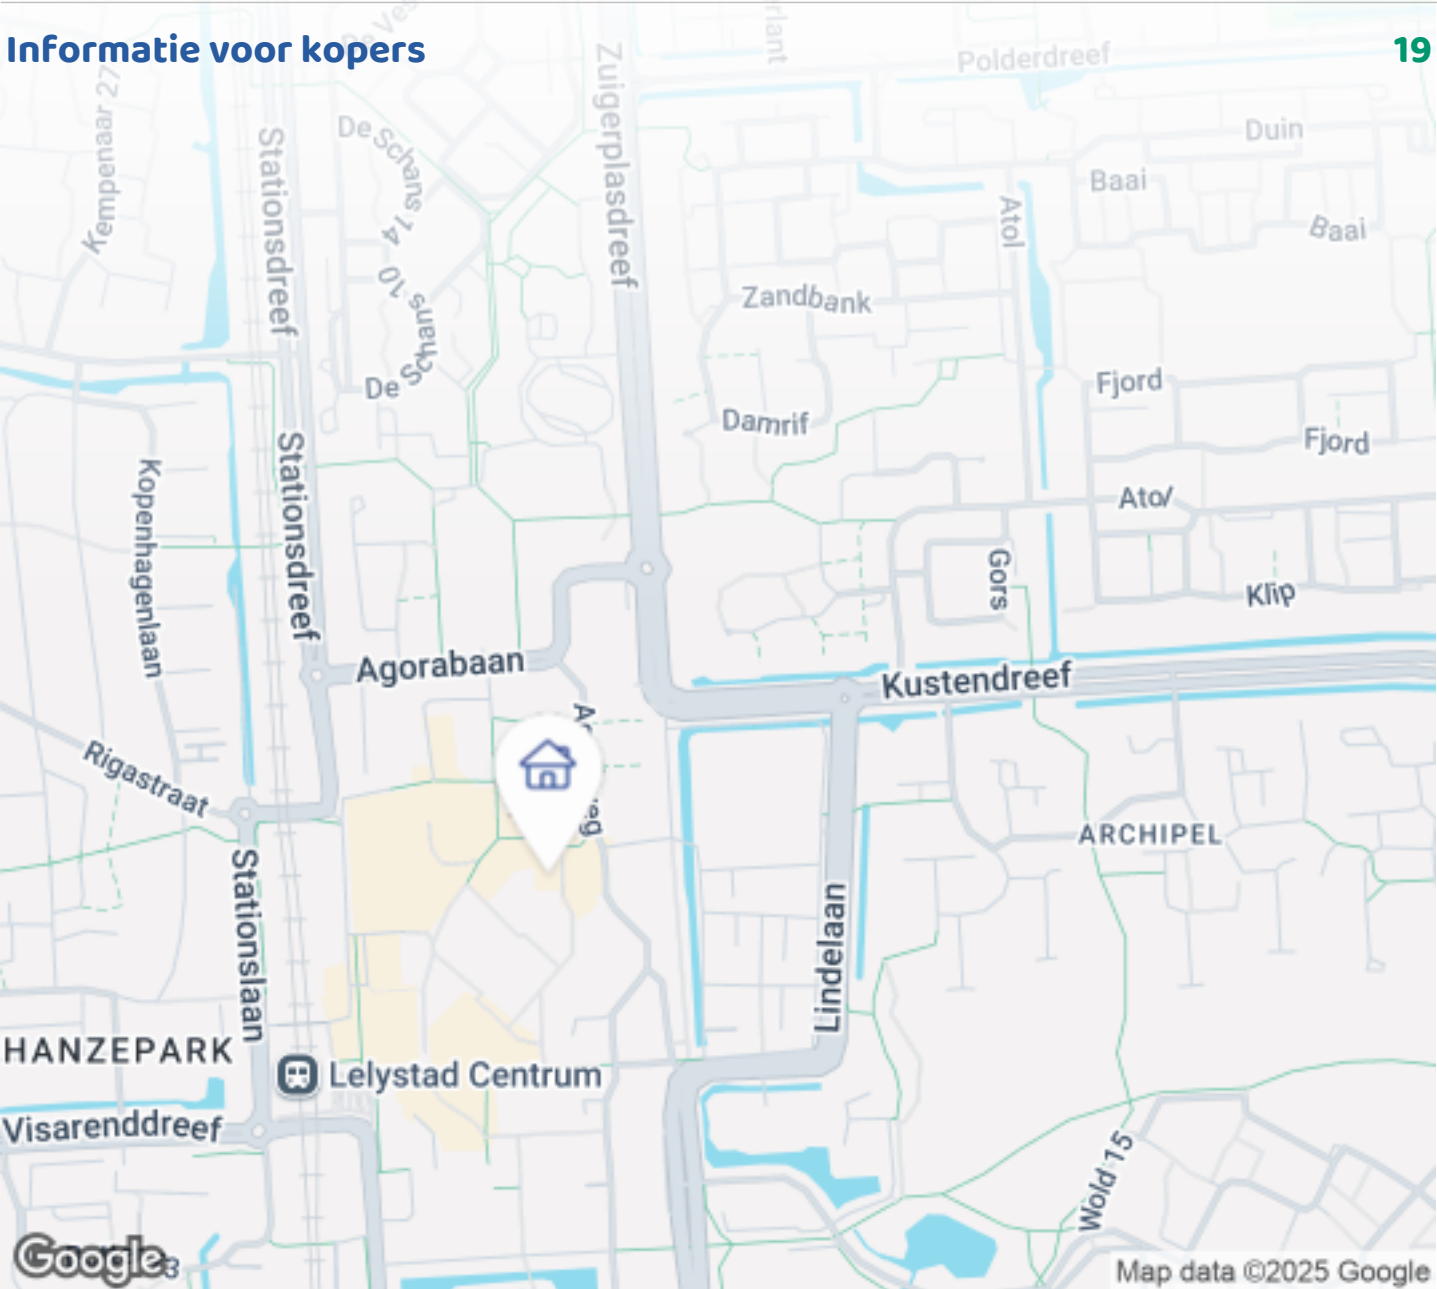 Informatie voor kopers
19
De Ves
Polderdreef
Kempenaar 27
Stationsdreef
De Schans 14
Zuigerplasdreef
Duin
Baai
Baai
Atol
De Schans 10
Zandbank
Fjord
Damrif
Fjord
Stationsdreef
Kopenhagenlaan
Atol
Gors
Klip
Agorabaan
Kustendreef
Rigastraat
ARCHIPEL
Stationslaan
Lindelaan
HANZEPARK
Lelystad Centrum
Visarenddreef
Wold 15
Google
Map data ©2025 Google